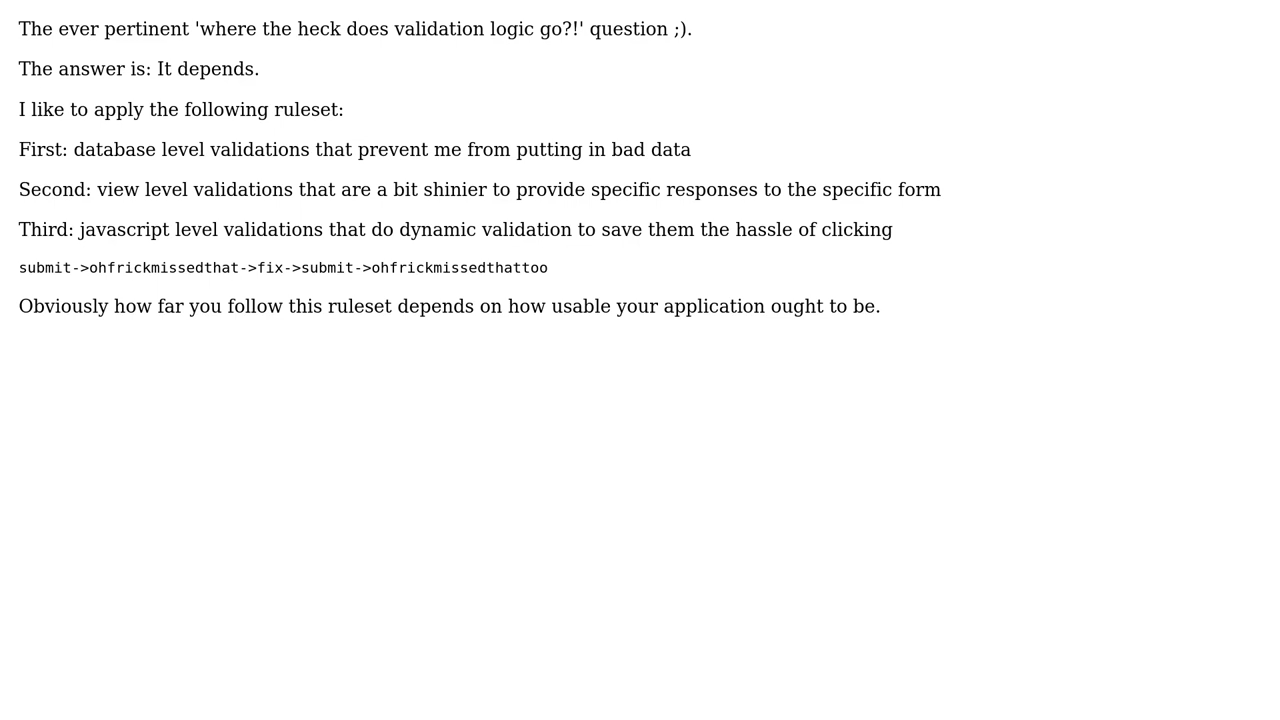 The ever pertinent 'where the heck does validation logic go?!' question ;).
The answer is: It depends.
I like to apply the following ruleset:
First: database level validations that prevent me from putting in bad data
Second: view level validations that are a bit shinier to provide specific responses to the specific form
Third: javascript level validations that do dynamic validation to save them the hassle of clicking
submit->ohfrickmissedthat->fix->submit->ohfrickmissedthattoo
Obviously how far you follow this ruleset depends on how usable your application ought to be.